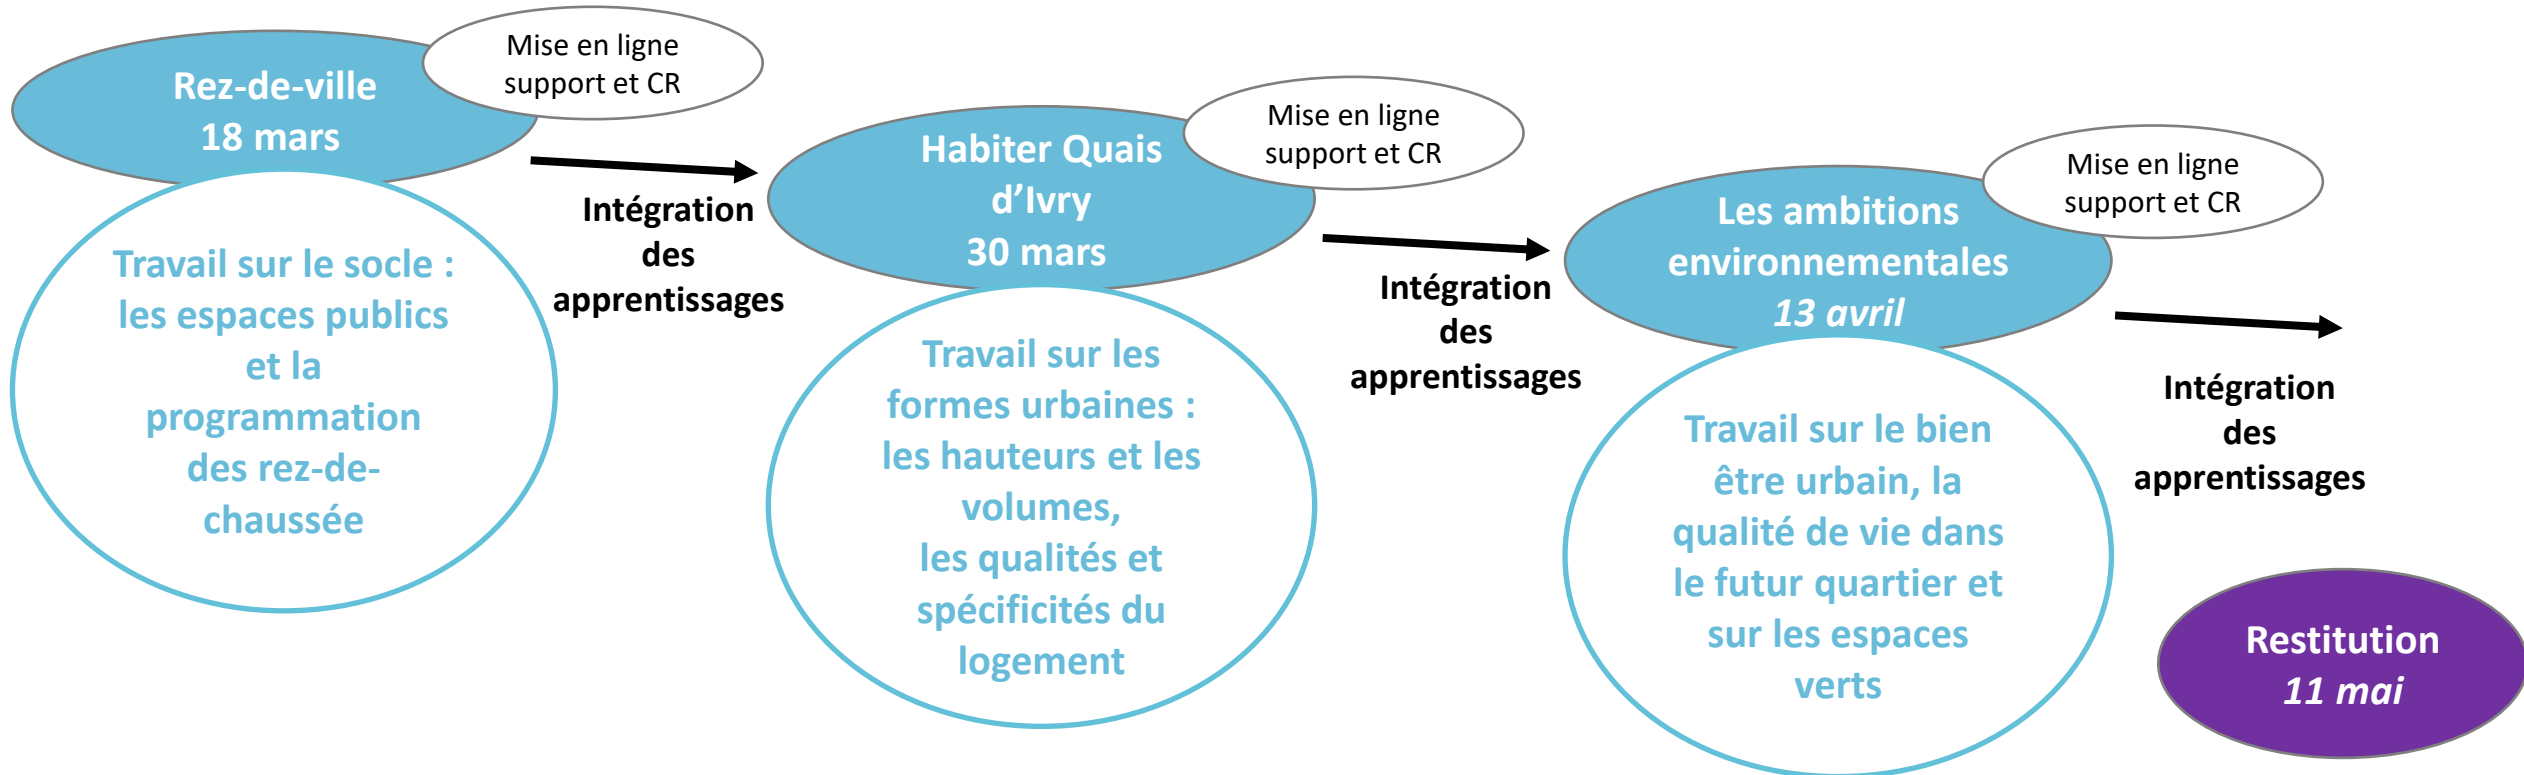 Rez-de-ville
18 mars
Mise en ligne
support et CR
Travail sur le socle :
les espaces publics
et la
programmation
des rez-de-
chaussée
Intégration
des
apprentissages
Habiter Quais
d’Ivry
30 mars
Mise en ligne
support et CR
Travail sur les
formes urbaines :
les hauteurs et les
volumes,
les qualités et
spécificités du
logement
Intégration
des
apprentissages
Les ambitions
environnementales
13 avril
Mise en ligne
support et CR
Travail sur le bien
être urbain, la
qualité de vie dans
le futur quartier et
sur les espaces
verts
Intégration
des
apprentissages
Restitution
11 mai